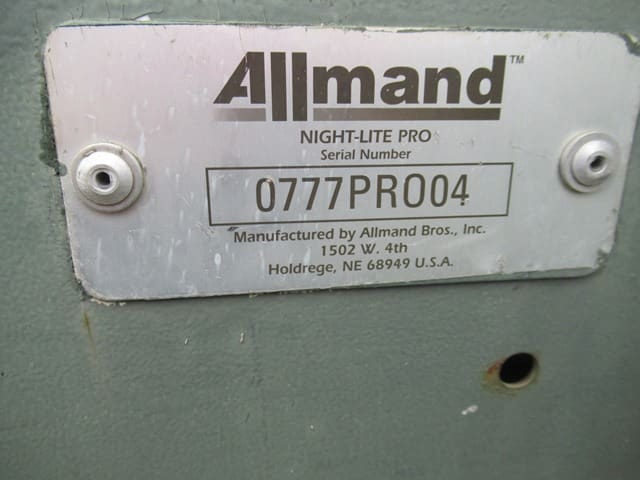 Allmand™
NIGHT-LITE PRO
Serial Number
0777PRO04
Manufactured by Allmand Bros., Inc.
1502 W. 4th
Holdrege, NE 68949 U.S.A.